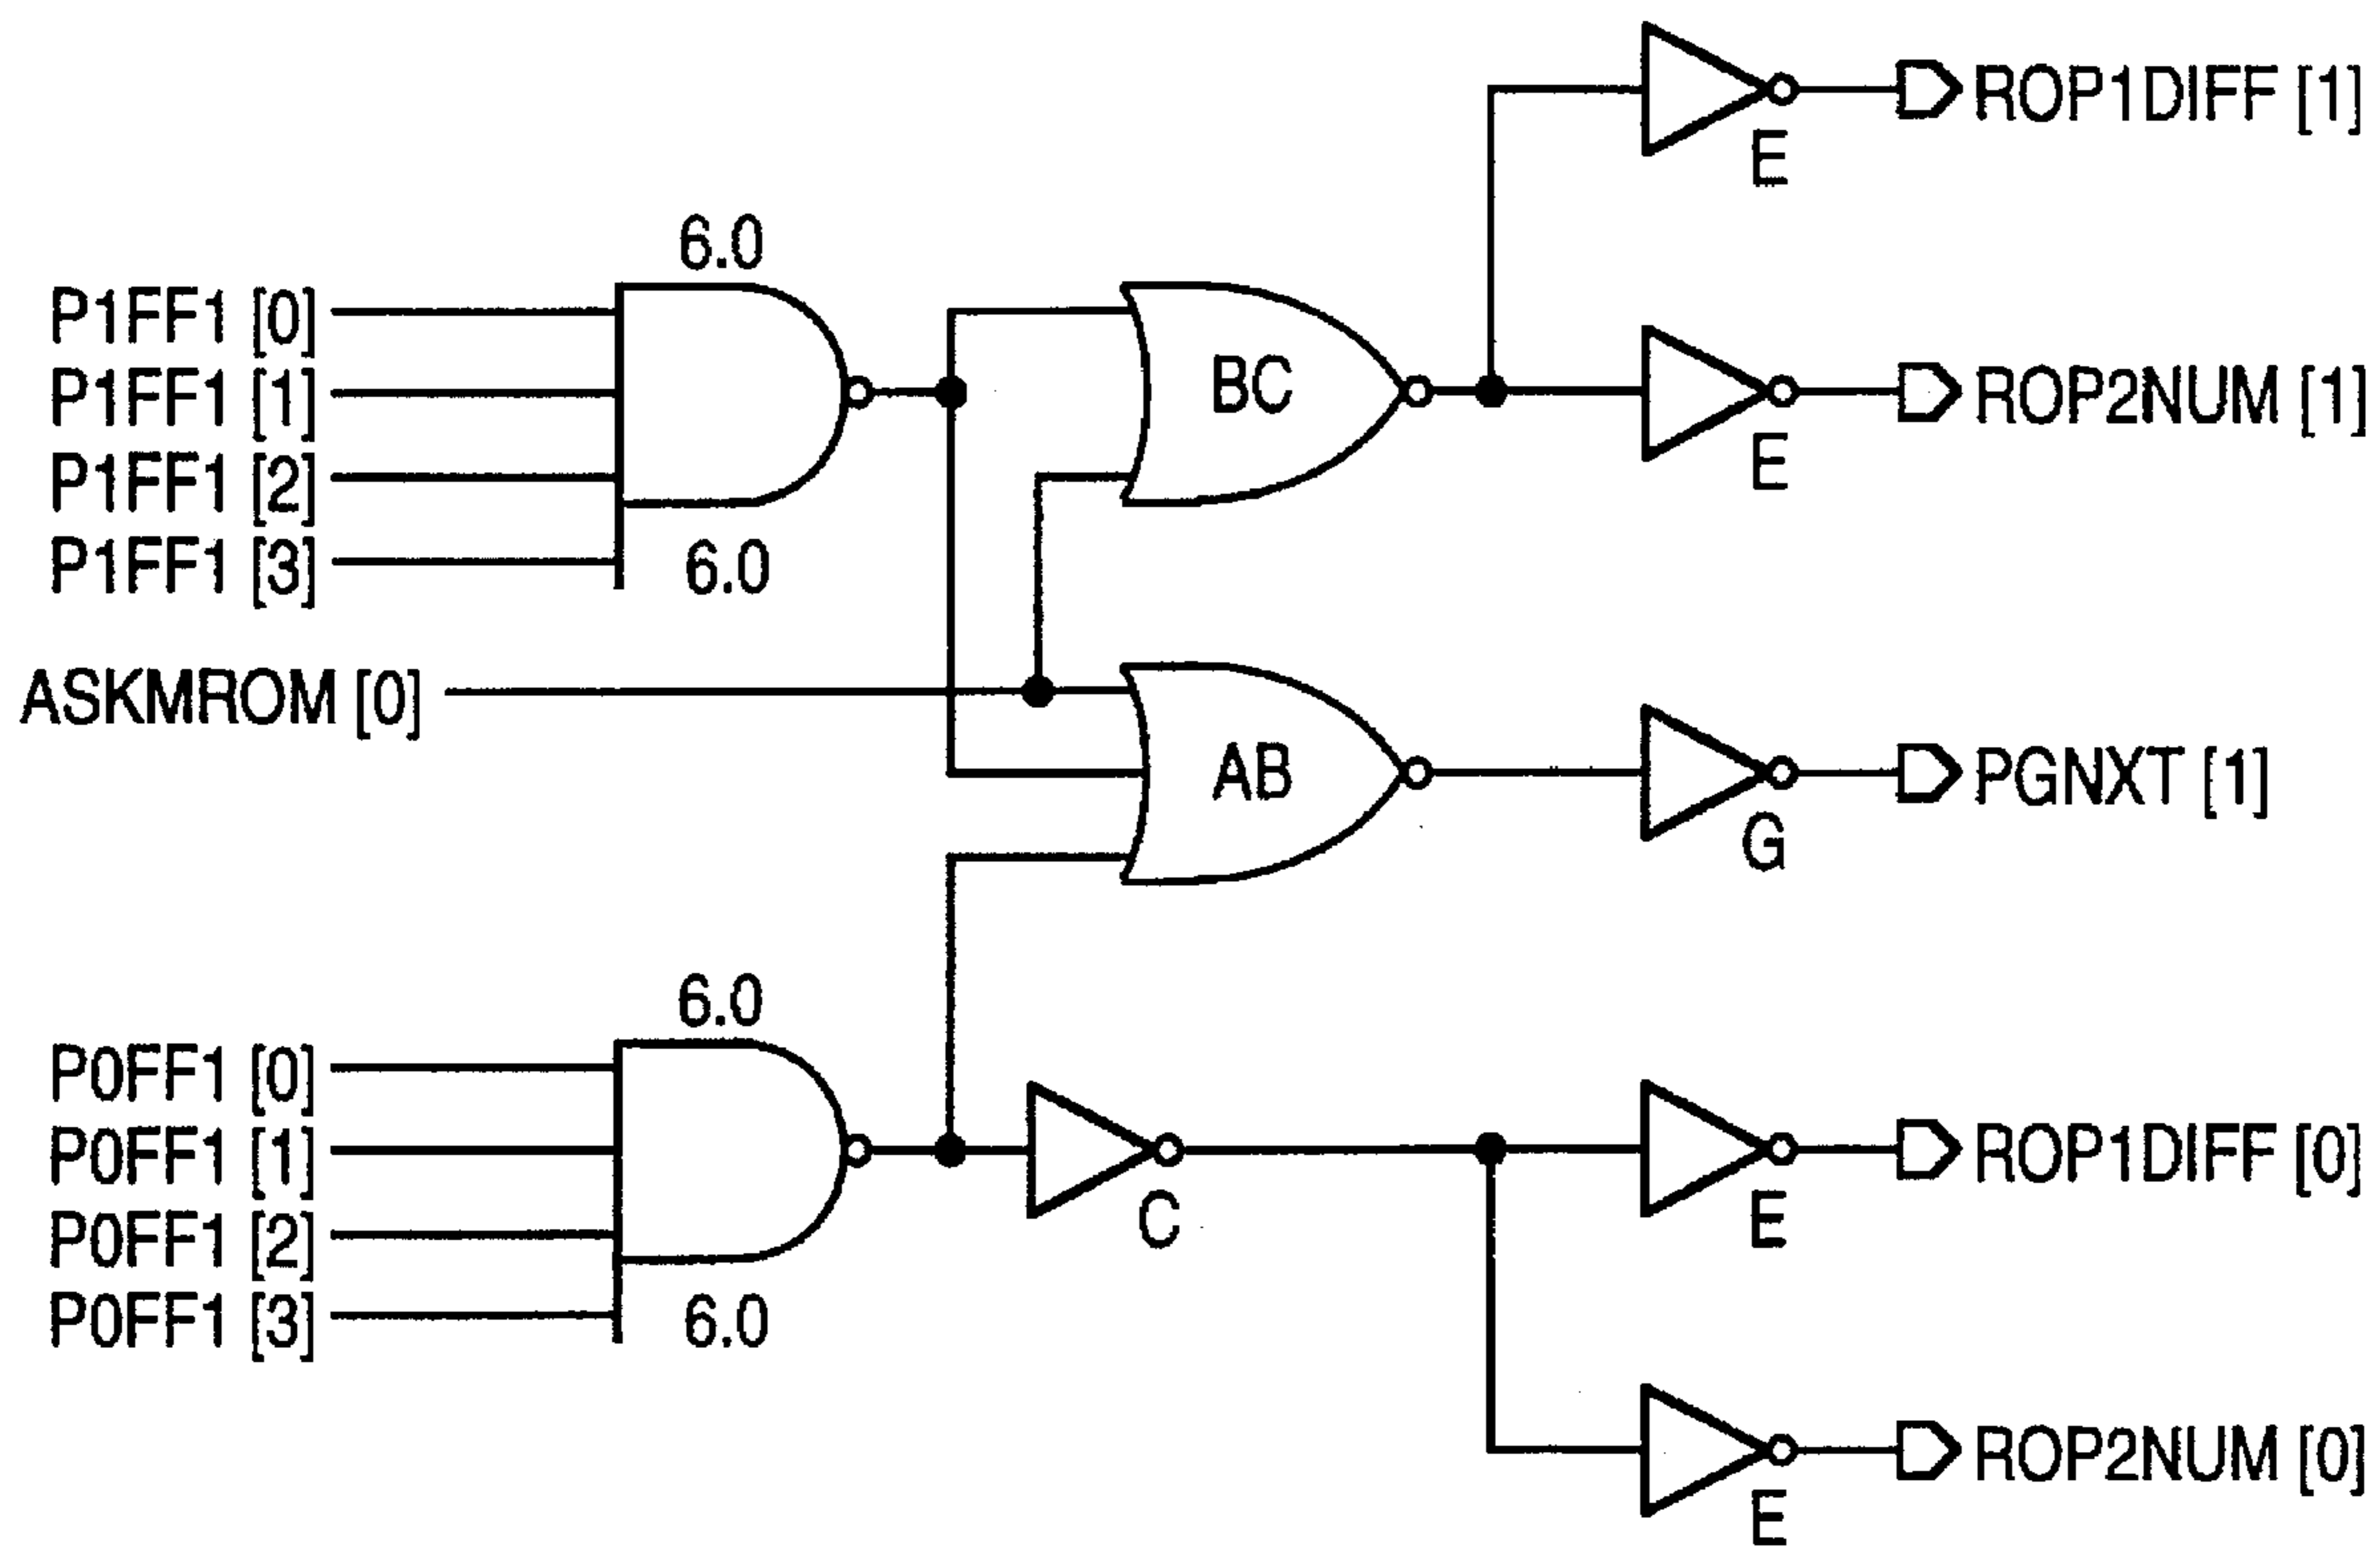 ROP1DIFF [1]
E
6.0
P1FF1 [0]
P1FF1 [1]
BC
ROP2NUM [1]
P1FF1 [2]
E
P1FF1 [3]
6.0
ASKMROM [0]
AB
PGNXT [1]
G
6.0
P0FF1 [0]
P0FF1 [1]
ROP1DIFF [0]
P0FF1 [2]
C
E
P0FF1 [3]
6.0
ROP2NUM [0]
E